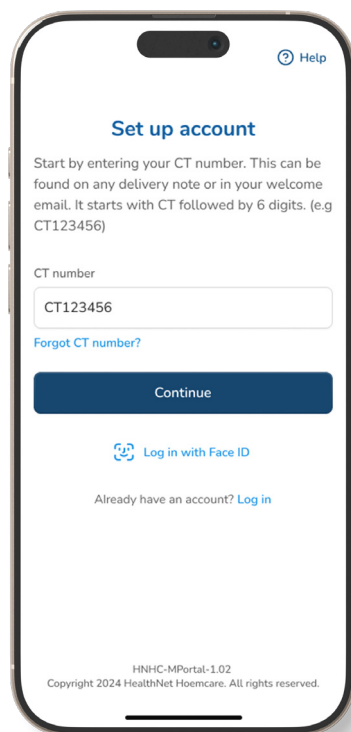 Help
Set up account
Start by entering your CT number. This can be
found on any delivery note or in your welcome
email. It starts with CT followed by 6 digits. (e.g
CT123456)
CT number
CT123456
Forgot CT number?
Continue
Log in with Face ID
Already have an account? Log in
HNHC-MPortal-1.02
Copyright 2024 HealthNet Hoemcare. All rights reserved.